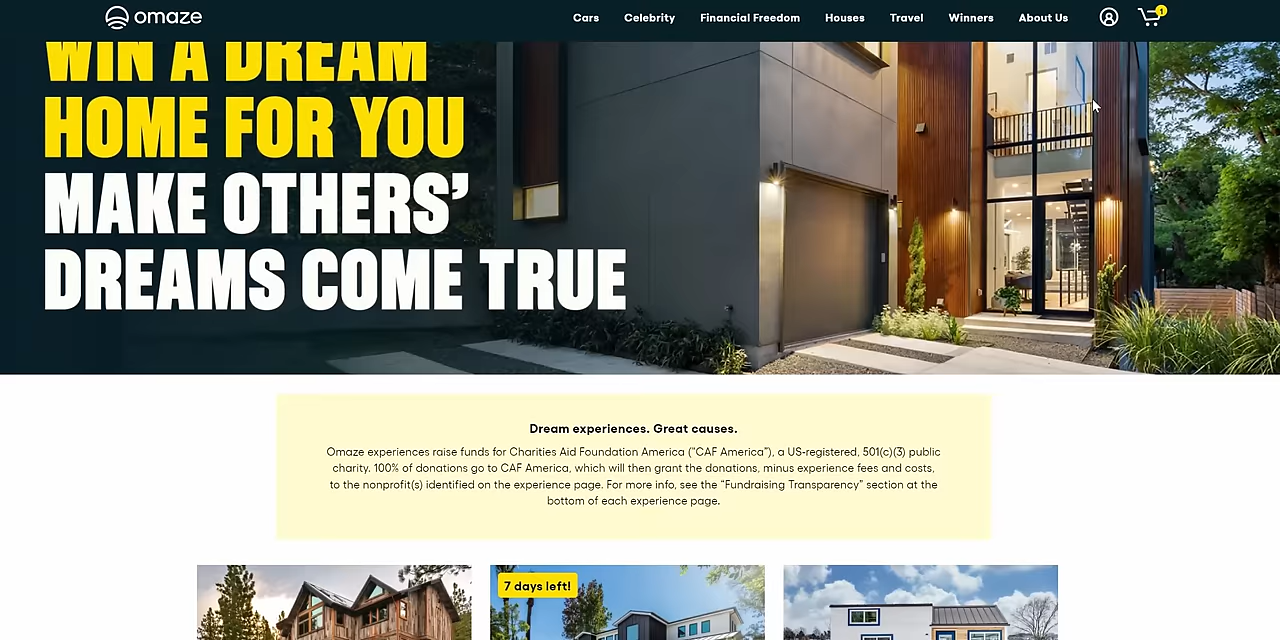 omaze
Cars Celebrity Financial Freedom Houses Travel Winners About Us 1
WIN A DREAM
HOME FOR YOU
MAKE OTHERS’
DREAMS COME TRUE
Dream experiences. Great causes.
Omaze experiences raise funds for Charities Aid Foundation America ("CAF America"), a US-registered, 501(c)(3) public
charity. 100% of donations go to CAF America, which will then grant the donations, minus experience fees and costs,
to the nonprofit(s) identified on the experience page. For more info, see the “Fundraising Transparency” section at the
bottom of each experience page.
7 days left!